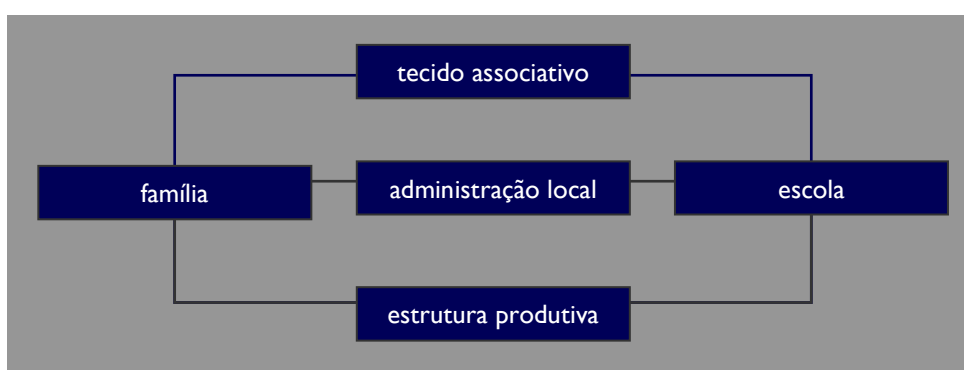 tecido associativo
família
administração local
escola
estrutura produtiva